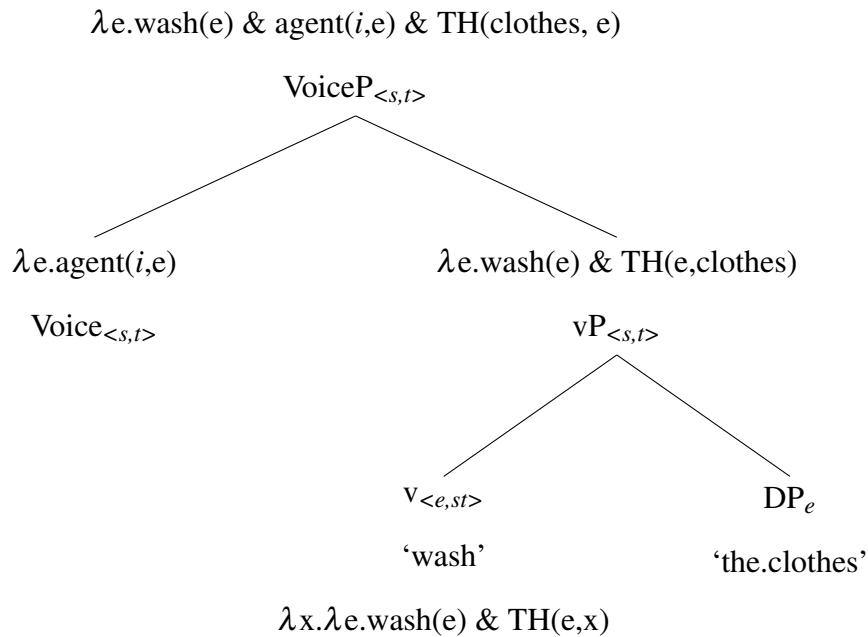 λe.wash(e) & agent(i,e) & TH(clothes, e)
VoiceP<s,t>
λe.agent(i,e) λe.wash(e) & TH(e,clothes)
Voice<s,t> vP<s,t>
v<e,st> DPe
‘wash’ ‘the.clothes’
λx.λe.wash(e) & TH(e,x)